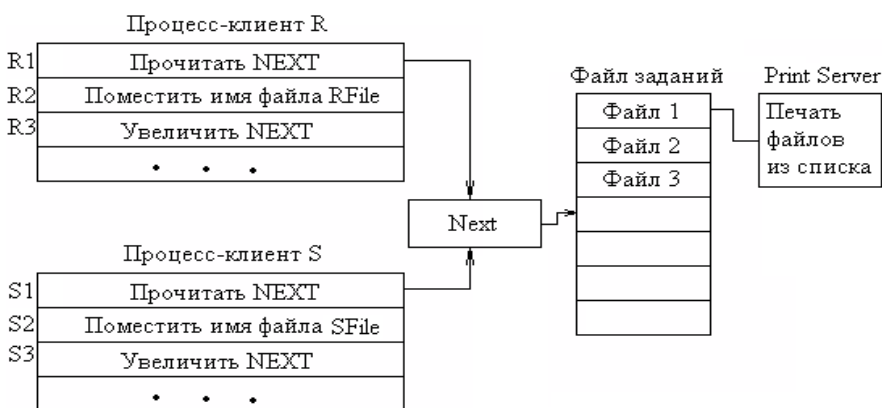 Процесс-клиент R
R1 Прочитать NEXT
R2 Поместить имя файла RFile
R3 Увеличить NEXT
. . .
Файл заданий
Файл 1
Файл 2
Файл 3
Print Server
Печать
файлов
из списка
Next
Процесс-клиент S
S1 Прочитать NEXT
S2 Поместить имя файла SFile
S3 Увеличить NEXT
. . .